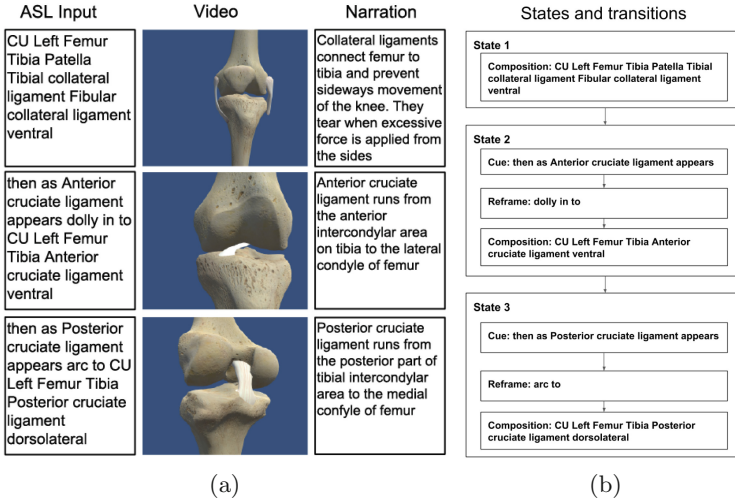 ASL Input
Video
Narration
CU Left Femur
Tibia Patella
Tibial collateral
ligament Fibular
collateral ligament
ventral
Collateral ligaments
connect femur to
tibia and prevent
sideways movement
of the knee. They
tear when excessive
force is applied from
the sides
then as Anterior
cruciate ligament
appears dolly in to
CU Left Femur
Tibia Anterior
cruciate ligament
ventral
Anterior cruciate
ligament runs from
the anterior
intercondylar area
on tibia to the lateral
condyle of femur
then as Posterior
cruciate ligament
appears arc to CU
Left Femur Tibia
Posterior cruciate
ligament
dorsolateral
Posterior cruciate
ligament runs from
the posterior part of
tibial intercondylar
area to the medial
confyle of femur
(a)
States and transitions
State 1
Composition: CU Left Femur Tibia Patella Tibial
collateral ligament Fibular collateral ligament
ventral
State 2
Cue: then as Anterior cruciate ligament appears
Reframe: dolly in to
Composition: CU Left Femur Tibia Anterior
cruciate ligament ventral
State 3
Cue: then as Posterior cruciate ligament appears
Reframe: arc to
Composition: CU Left Femur Tibia Posterior
cruciate ligament dorsolateral
(b)